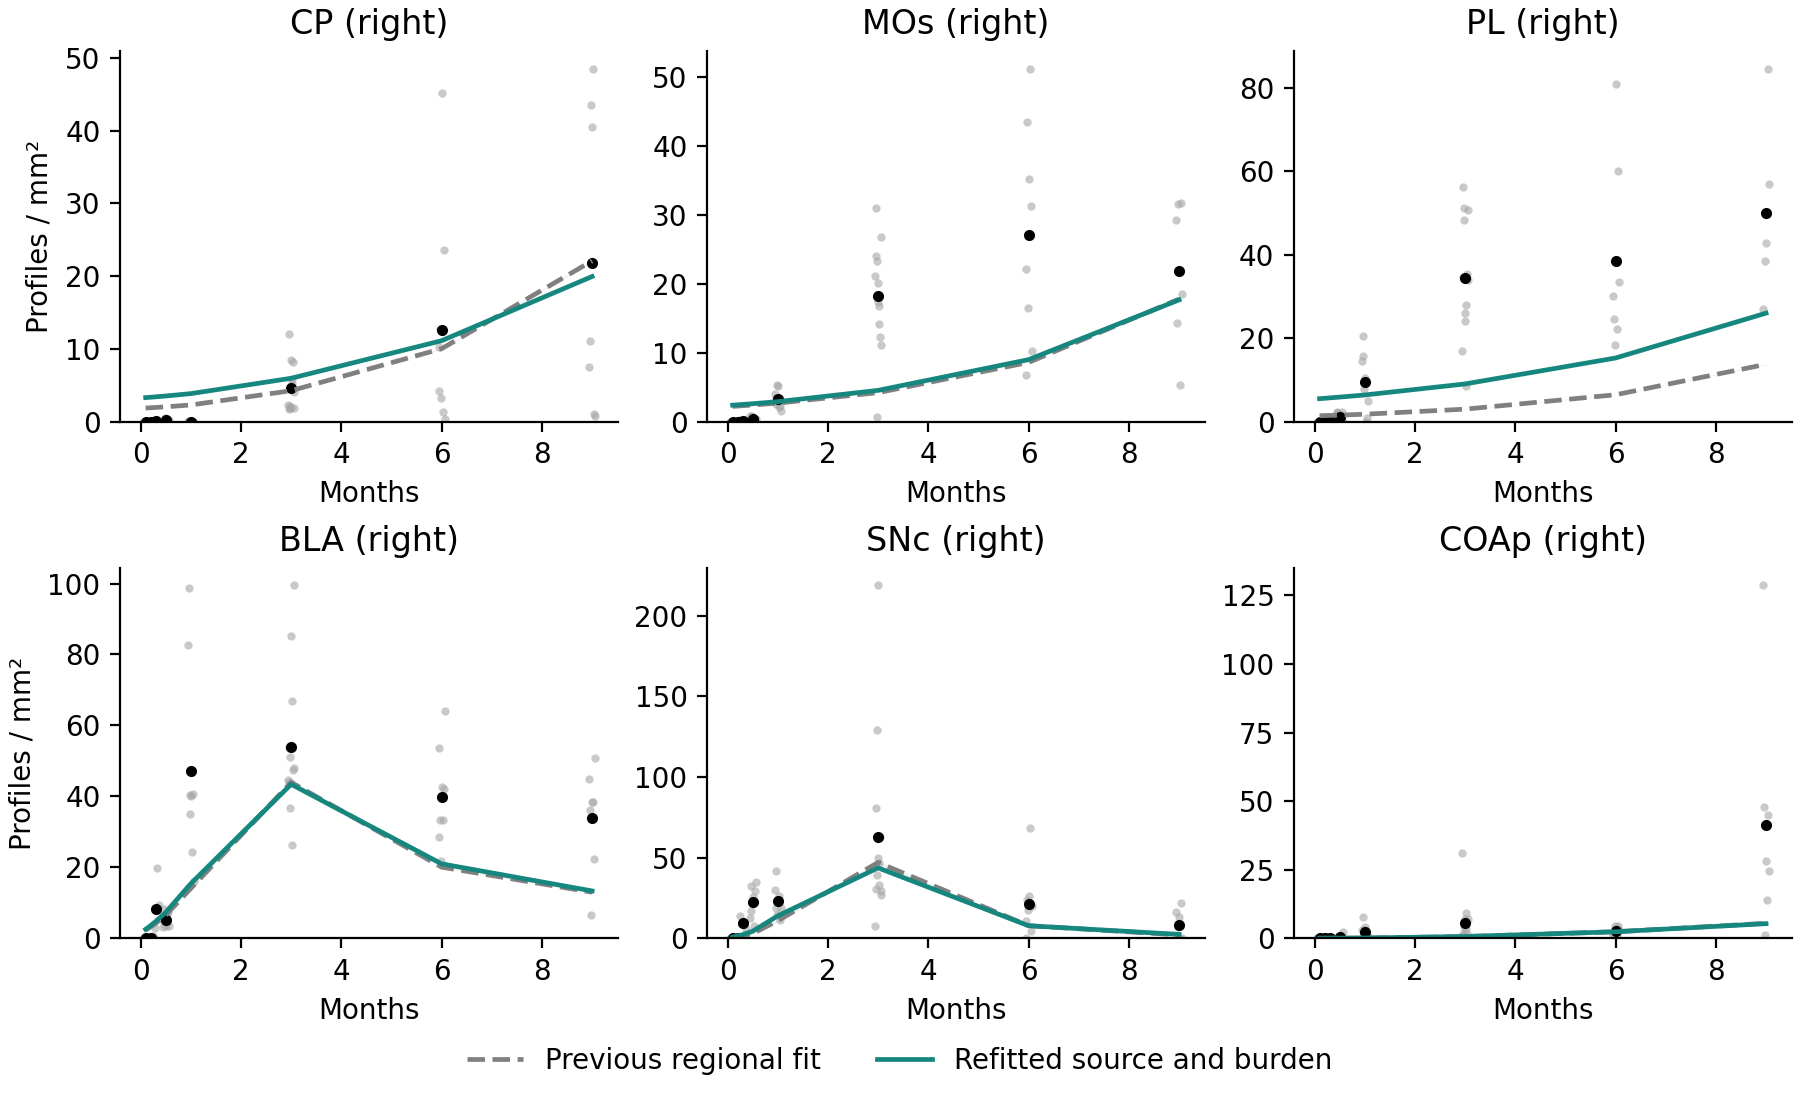 CP (right)
MOs (right)
PL (right)
Profiles / mm²
50
40
30
20
10
0
50
40
30
20
10
0
80
60
40
20
0
0 2 4 6 8
0 2 4 6 8
0 2 4 6 8
Months
Months
Months
BLA (right)
SNc (right)
COAp (right)
Profiles / mm²
100
80
60
40
20
0
200
150
100
50
0
125
100
75
50
25
0
0 2 4 6 8
0 2 4 6 8
0 2 4 6 8
Months
Months
Months
Previous regional fit
Refitted source and burden